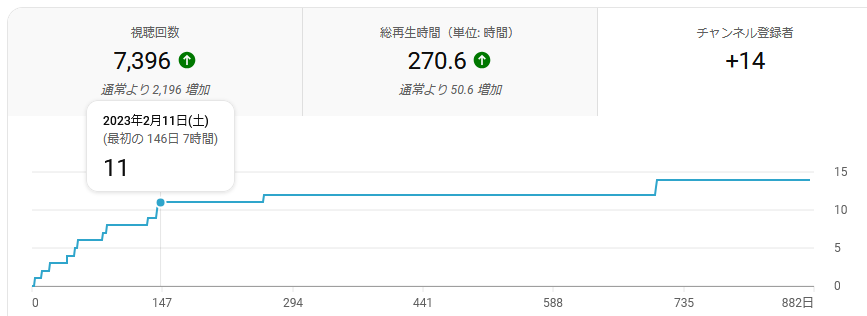 視聴回数
7,396
通常より 2,196 増加
総再生時間（単位: 時間）
270.6
通常より 50.6 増加
チャンネル登録者
+14
2023年2月11日(土)
(最初の 146日 7時間)
11
15
10
5
0
0 147 294 441 588 735 882日